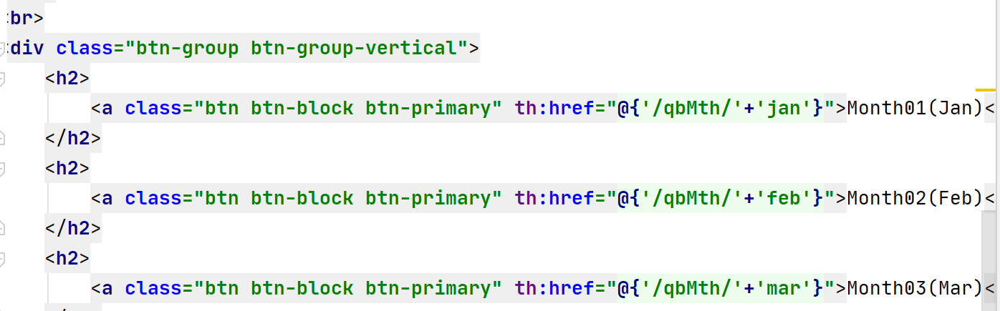 <br>
<div class="btn-group btn-group-vertical">
<h2>
<a class="btn btn-block btn-primary" th:href="@{'/qbMth/'+'jan'}">Month01(Jan)<
</h2>
<h2>
<a class="btn btn-block btn-primary" th:href="@{'/qbMth/'+'feb'}">Month02(Feb)<
</h2>
<h2>
<a class="btn btn-block btn-primary" th:href="@{'/qbMth/'+'mar'}">Month03(Mar)<